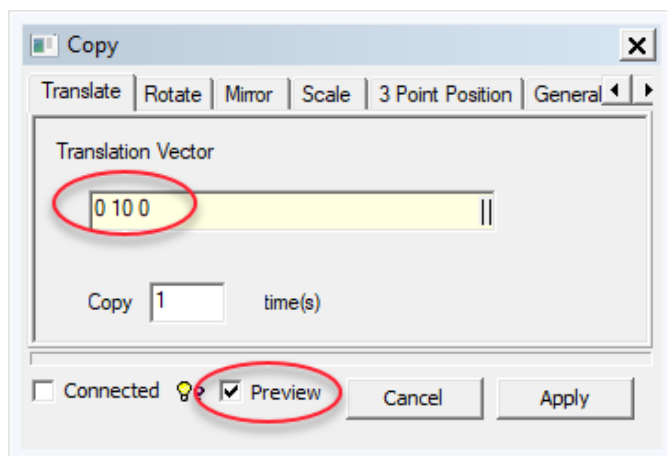 Copy
Translate Rotate Mirror Scale 3 Point Position General
Translation Vector
0 10 0
Copy 1 time(s)
Connected ? Preview Cancel Apply